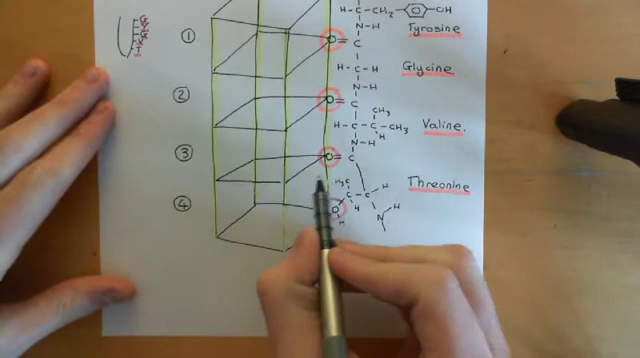 H-C-CH₂ OH
N-H
Tyrosine
①
O=C
Glycine
H-C-H
N-H
②
O=C
CH₃
H-C-C-CH₃
H
Valine.
N-H
③
O=C
H₃C
C-C-H
H
Threonine
④
O
H
N-H